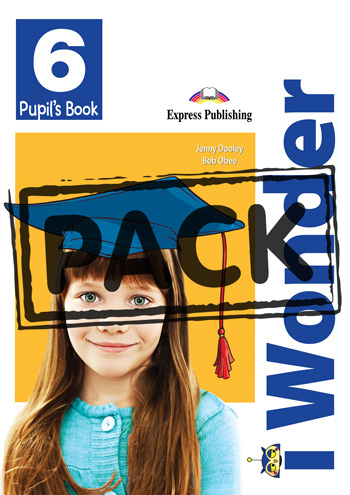 6
Pupil's Book
Express Publishing
Jenny Dooley
Bob Obee
PACK
i Wonder